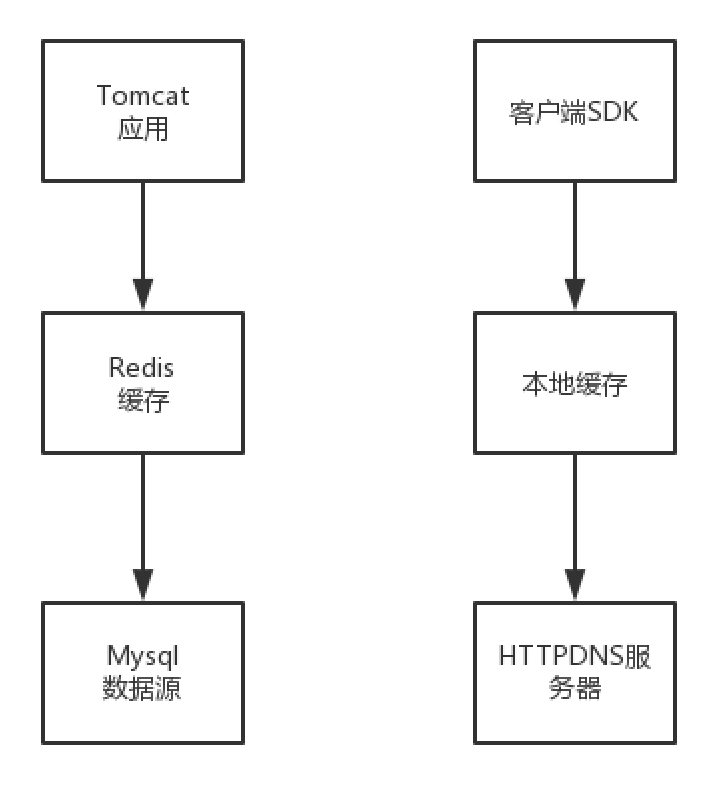 Tomcat
应用
客户端SDK
Redis
缓存
本地缓存
Mysql
数据源
HTTPDNS服
务器